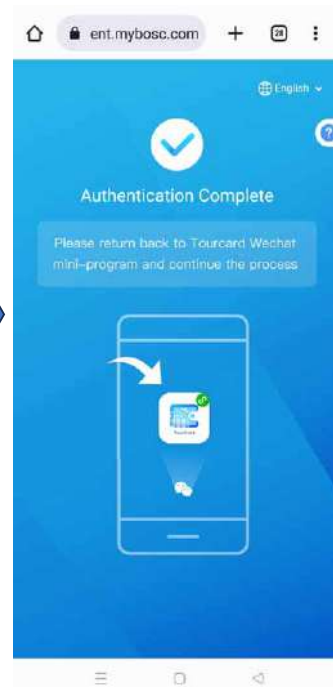 ent.mybosc.com
28
English
?
Authentication Complete
Please return back to Tourcard Wechat
mini-program and continue the process